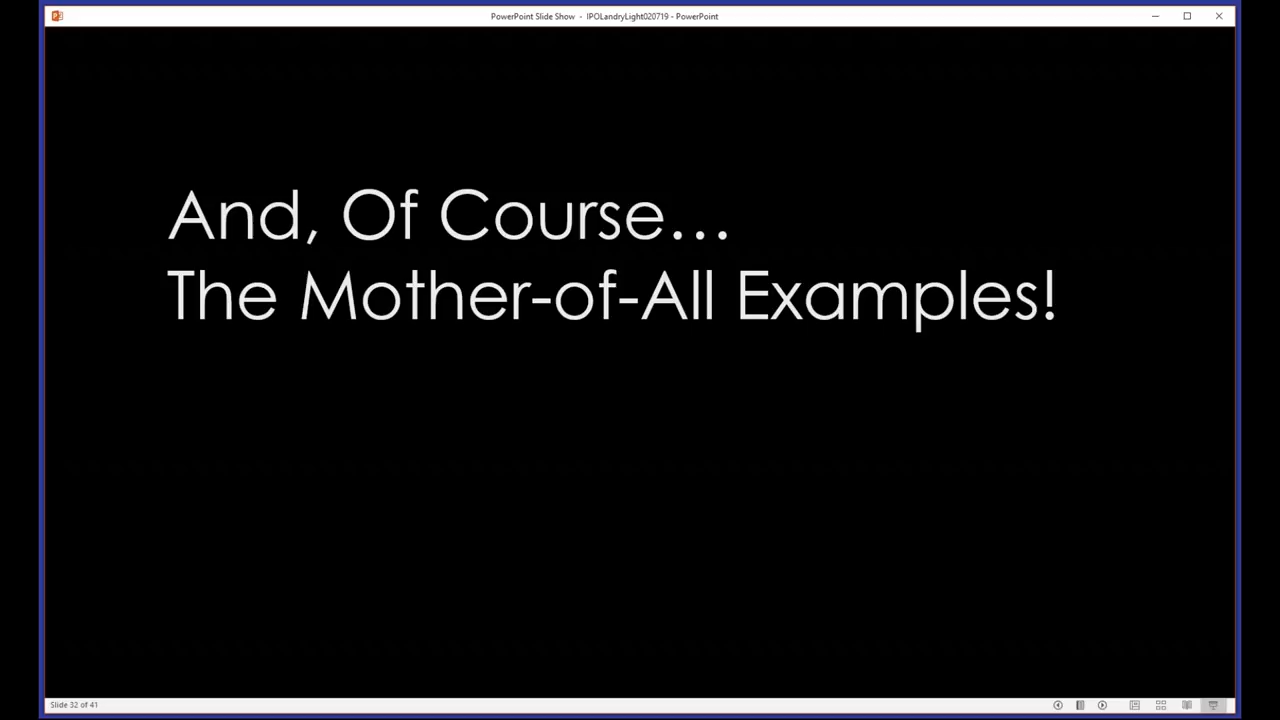 PowerPoint Slide Show - IPOLandryLight020719 - PowerPoint
And, Of Course…
The Mother-of-All Examples!
Slide 32 of 41